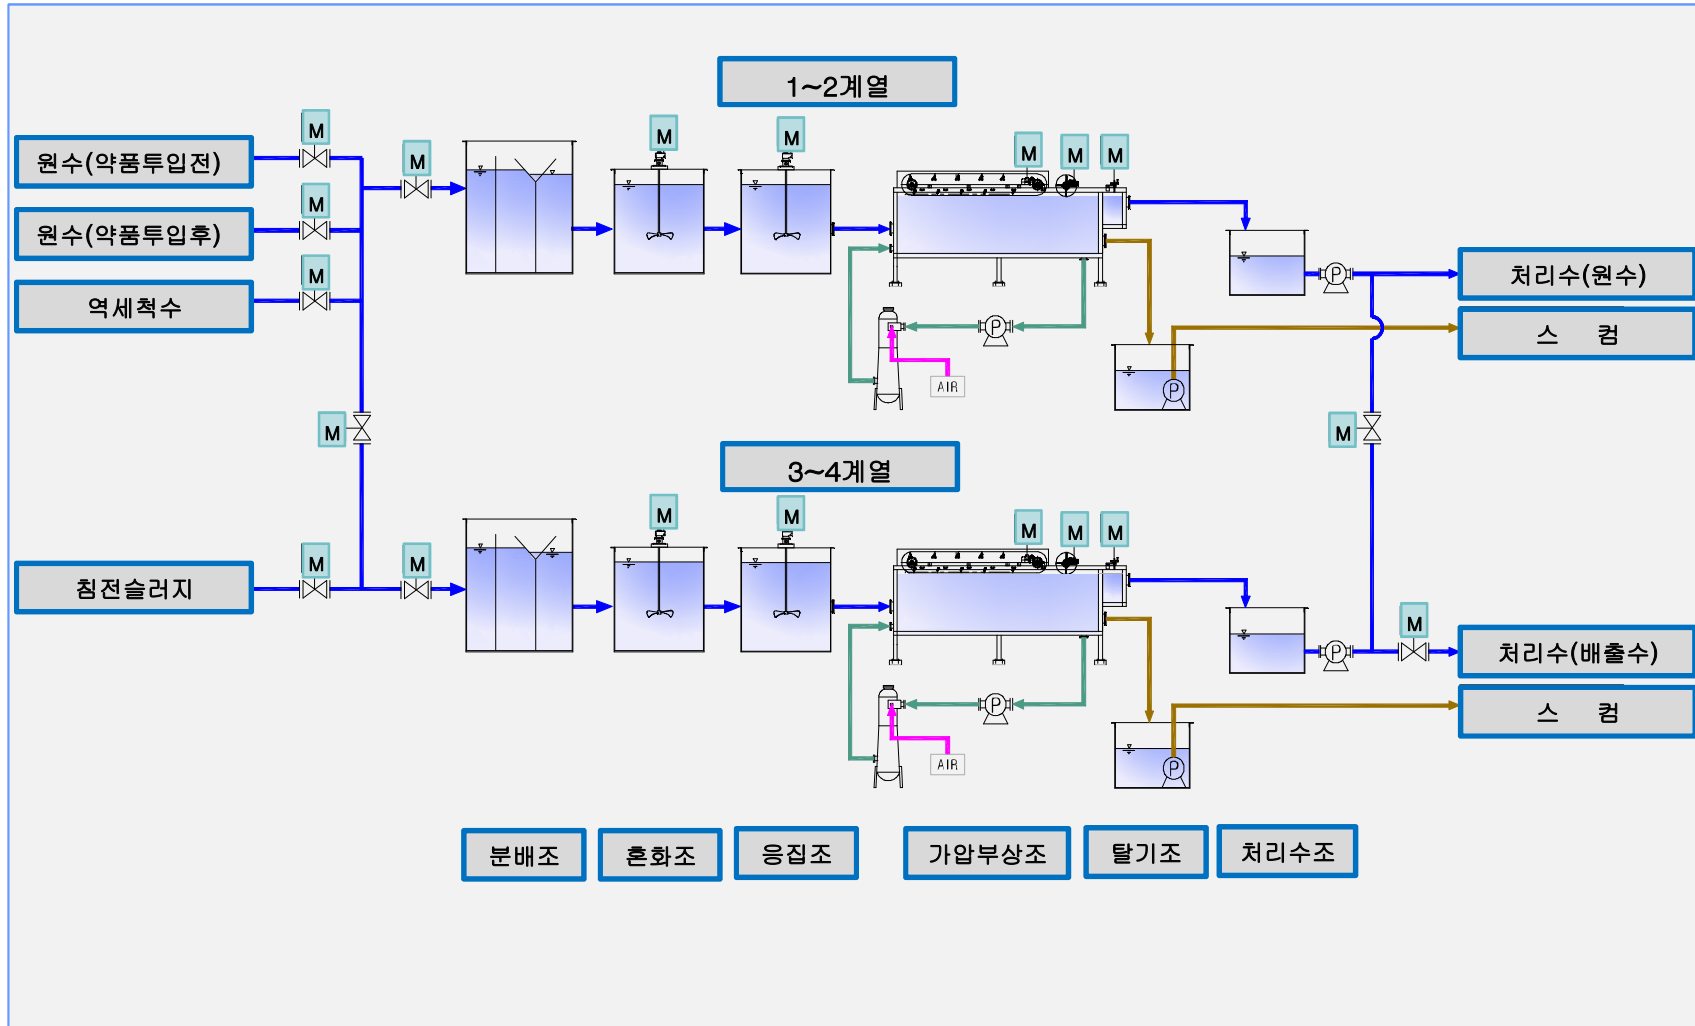 1~2계열
M
M
M
M
M
M
M
원수(약품투입전)
M
원수(약품투입후)
M
역세척수
처리수(원수)
P
스 컴
P
AIR
P
M
M
3~4계열
M
M
M
M
M
M
M
침전슬러지
M
처리수(배출수)
P
스 컴
P
AIR
P
분배조
혼화조
응집조
가압부상조
탈기조
처리수조